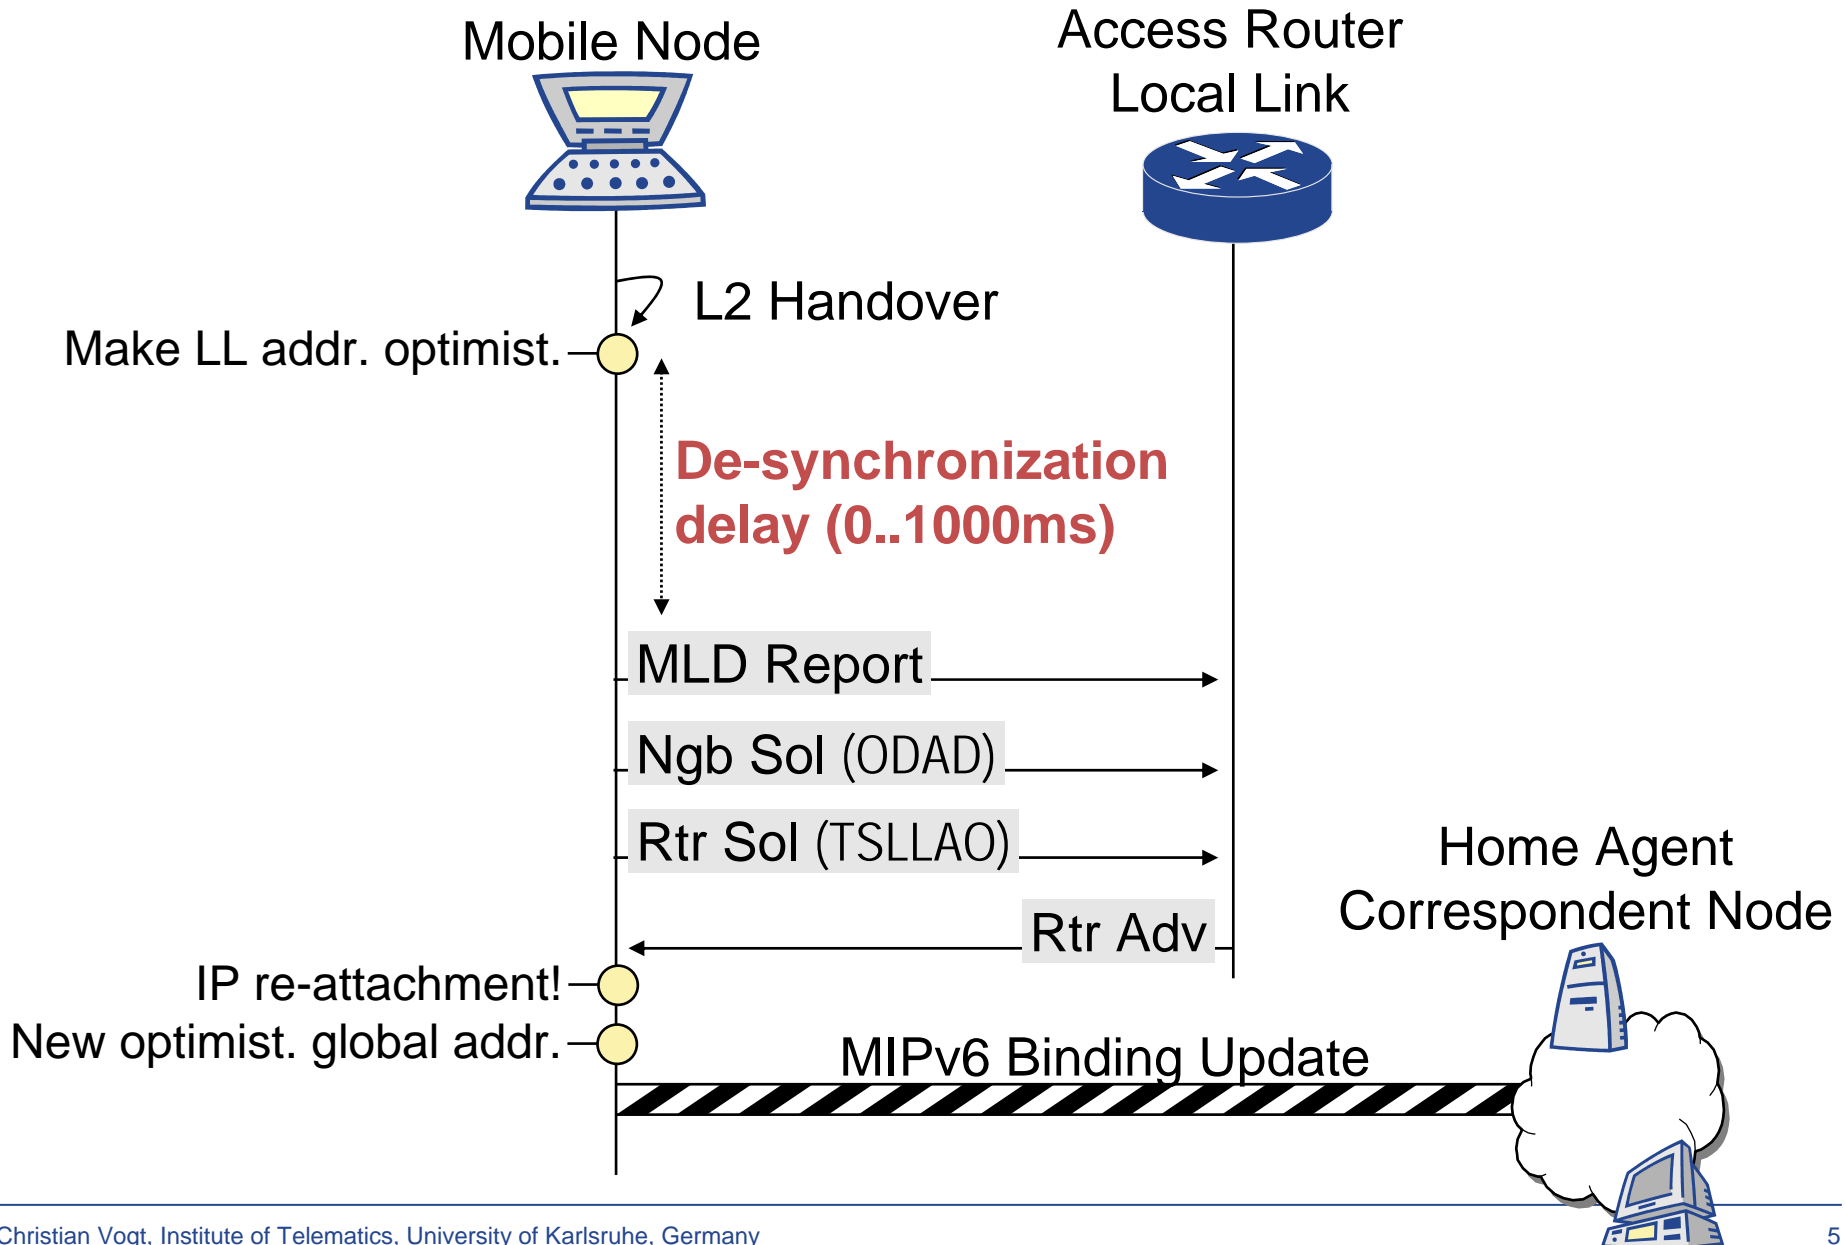 Mobile Node
Access Router
Local Link
L2 Handover
Make LL addr. optimist.
De-synchronization
delay (0..1000ms)
MLD Report
Ngb Sol (ODAD)
Rtr Sol (TSLLAO)
Home Agent
Correspondent Node
Rtr Adv
IP re-attachment!
New optimist. global addr.
MIPv6 Binding Update
Christian Vogt, Institute of Telematics, University of Karlsruhe, Germany
5